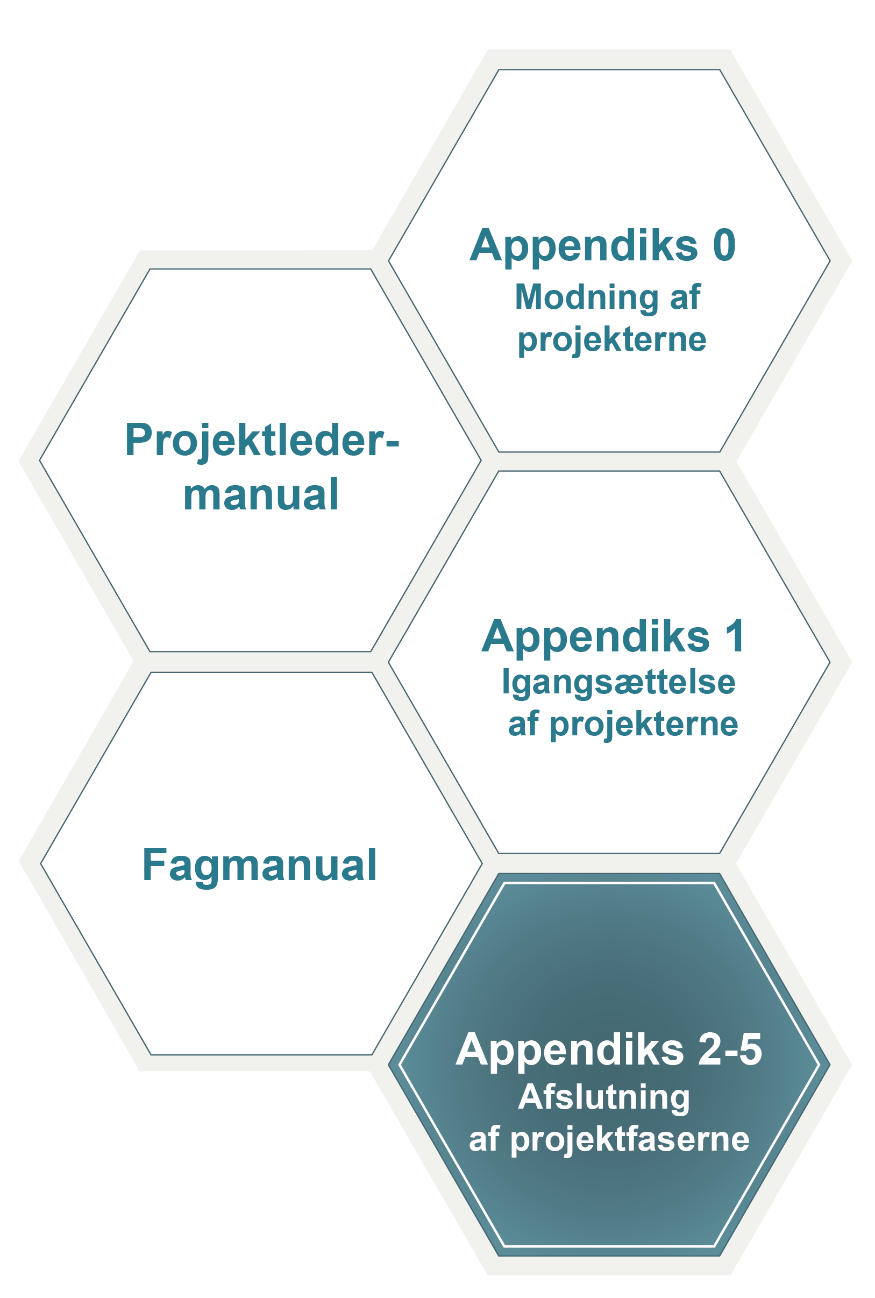 Appendiks 0
Modning af
projekterne
Projektleder-
manual
Appendiks 1
Igangsættelse
af projekterne
Fagmanual
Appendiks 2-5
Afslutning
af projektfaserne